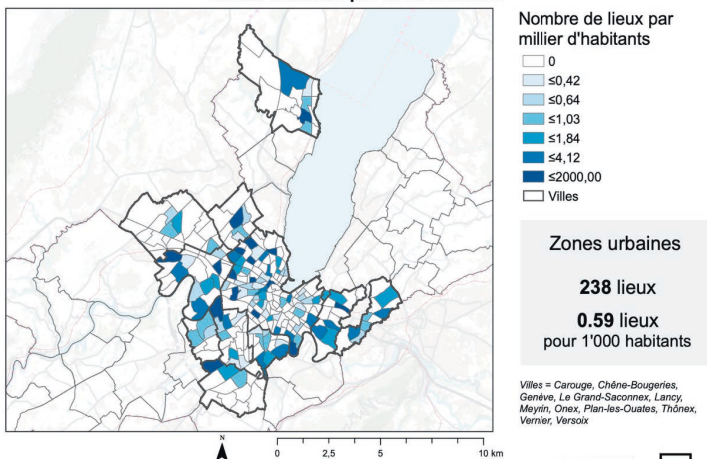 Nombre de lieux par
millier d'habitants
0
≤0,42
≤0,64
≤1,03
≤1,84
≤4,12
≤2000,00
Villes
Zones urbaines
238 lieux
0.59 lieux
pour 1'000 habitants
Villes = Carouge, Chêne-Bougeries,
Genève, Le Grand-Saconnex, Lancy,
Meyrin, Onex, Plan-les-Ouates, Thônex,
Vernier, Versoix
N
0 2,5 5 10 km